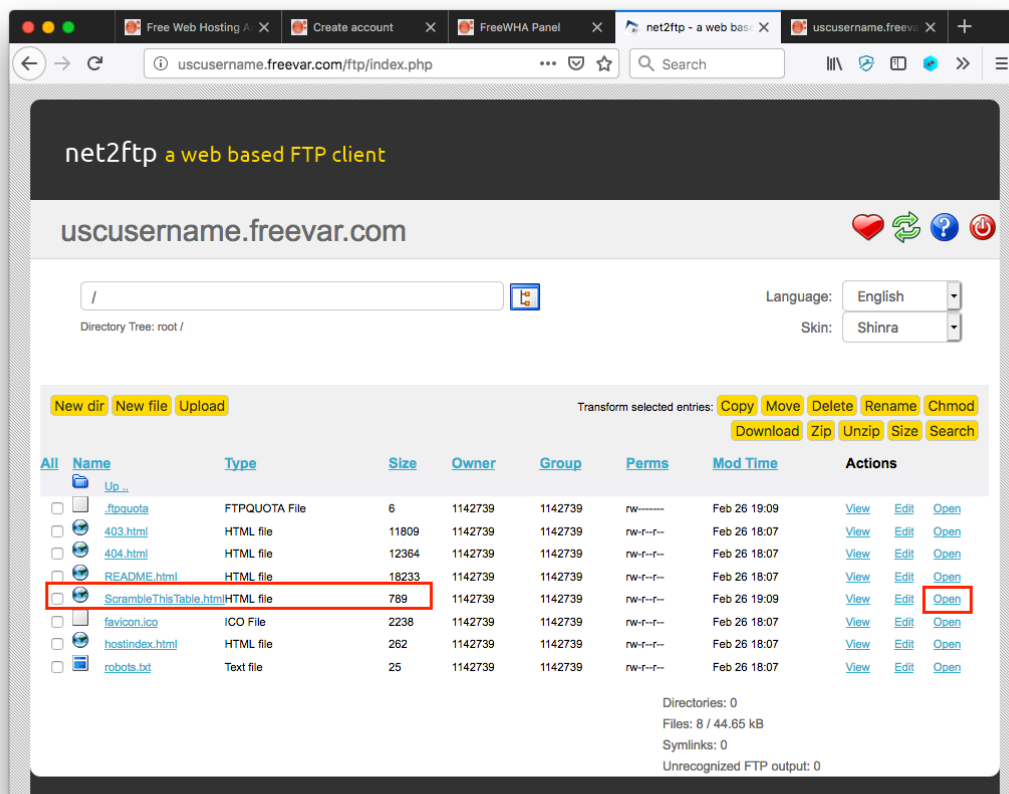 Free Web Hosting A
Create account
FreeWHA Panel
net2ftp - a web bas
uscusername.freeva
uscusername.freevar.com/ftp/index.php
Search
net2ftp a web based FTP client
uscusername.freevar.com
/
Language: English
Directory Tree: root /
Skin: Shinra
New dir New file Upload Transform selected entries: Copy Move Delete Rename Chmod
Download Zip Unzip Size Search
All Name Type Size Owner Group Perms Mod Time Actions
Up ..
.ftpquota FTPQUOTA File 6 1142739 1142739 rw------- Feb 26 19:09 View Edit Open
403.html HTML file 11809 1142739 1142739 rw-r--r-- Feb 26 18:07 View Edit Open
404.html HTML file 12364 1142739 1142739 rw-r--r-- Feb 26 18:07 View Edit Open
README.html HTML file 18233 1142739 1142739 rw-r--r-- Feb 26 18:07 View Edit Open
ScrambleThisTable.html HTML file 789 1142739 1142739 rw-r--r-- Feb 26 19:09 View Edit Open
favicon.ico ICO File 2238 1142739 1142739 rw-r--r-- Feb 26 18:07 View Edit Open
hostindex.html HTML file 262 1142739 1142739 rw-r--r-- Feb 26 18:07 View Edit Open
robots.txt Text file 25 1142739 1142739 rw-r--r-- Feb 26 18:07 View Edit Open
Directories: 0
Files: 8 / 44.65 kB
Symlinks: 0
Unrecognized FTP output: 0